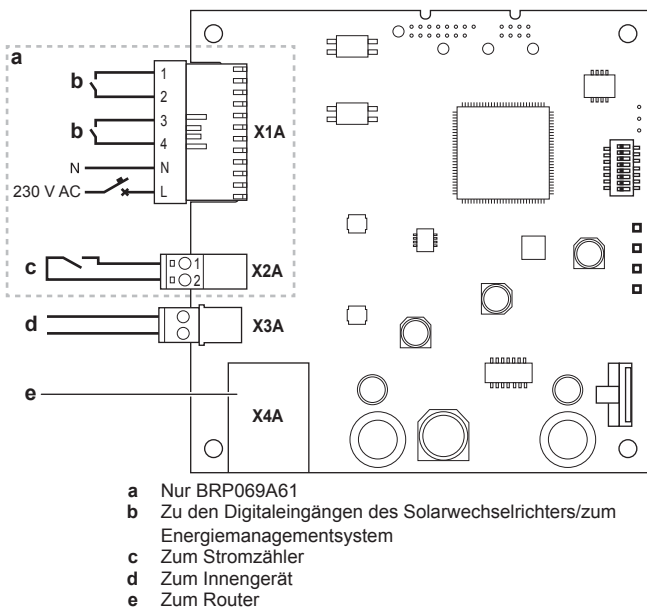 a
b
1
2
b
3
4
X1A
N
N
230 V AC
L
c
1
2
X2A
d
X3A
e
X4A
a Nur BRP069A61
b Zu den Digitaleingängen des Solarwechselrichters/zum
Energiemanagementsystem
c Zum Stromzähler
d Zum Innengerät
e Zum Router